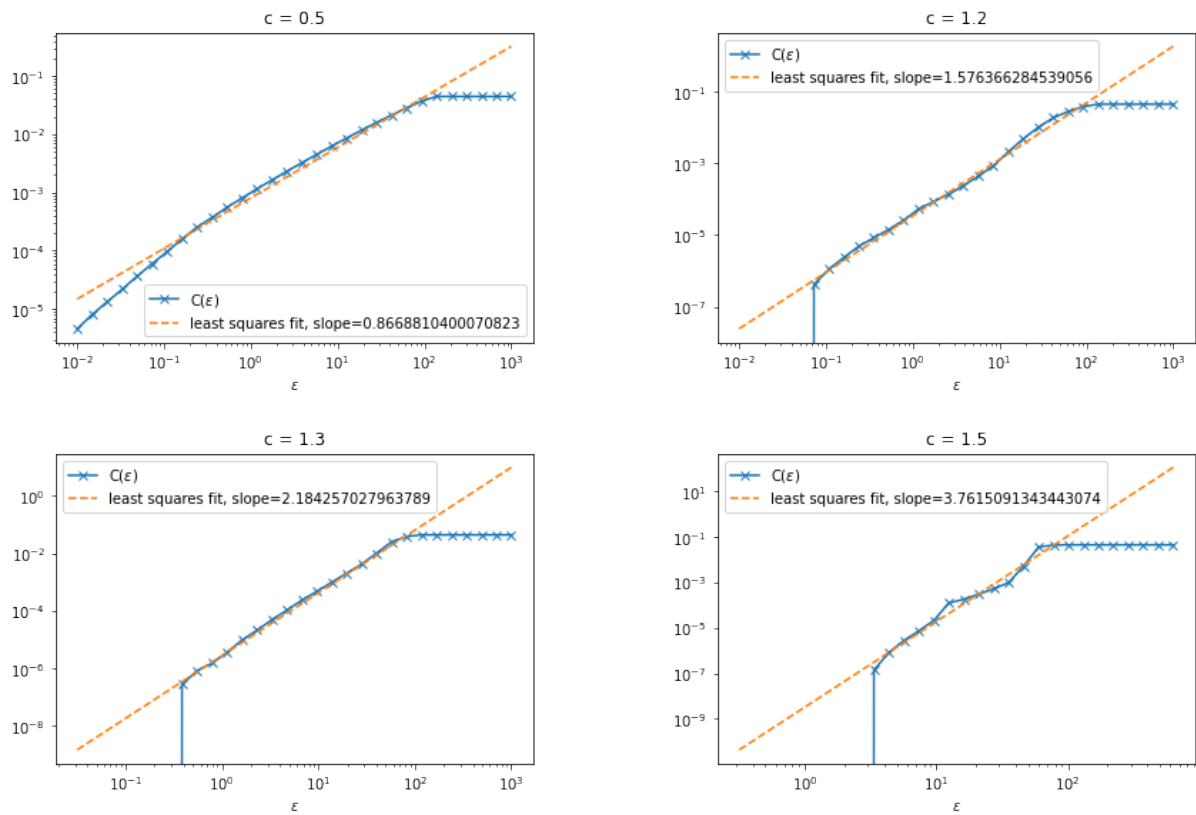 c = 0.5
C(ε)
least squares fit, slope=0.8668810400070823
10⁻¹
10⁻²
10⁻³
10⁻⁴
10⁻⁵
10⁻² 10⁻¹ 10⁰ 10¹ 10² 10³
ε
c = 1.2
C(ε)
least squares fit, slope=1.576366284539056
10⁻¹
10⁻³
10⁻⁵
10⁻⁷
10⁻² 10⁻¹ 10⁰ 10¹ 10² 10³
ε
c = 1.3
C(ε)
least squares fit, slope=2.184257027963789
10⁰
10⁻²
10⁻⁴
10⁻⁶
10⁻⁸
10⁻¹ 10⁰ 10¹ 10² 10³
ε
c = 1.5
C(ε)
least squares fit, slope=3.7615091343443074
10¹
10⁻¹
10⁻³
10⁻⁵
10⁻⁷
10⁻⁹
10⁰ 10¹ 10²
ε